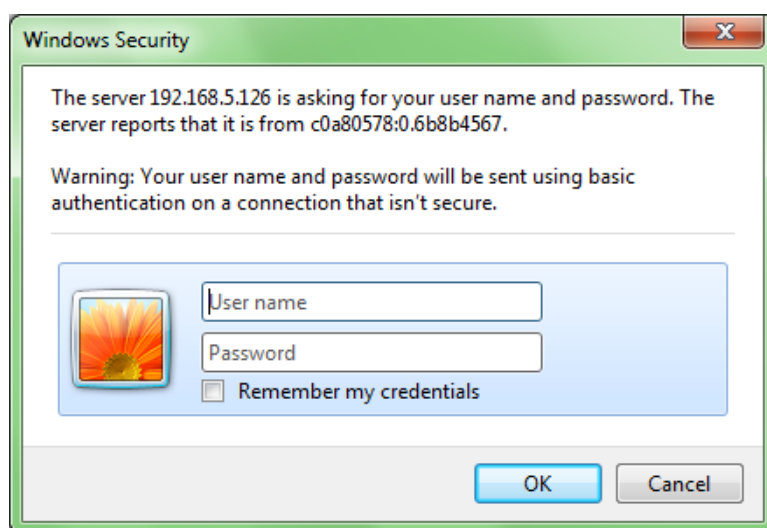 Windows Security
The server 192.168.5.126 is asking for your user name and password. The
server reports that it is from c0a80578:0.6b8b4567.
Warning: Your user name and password will be sent using basic
authentication on a connection that isn't secure.
User name
Password
Remember my credentials
OK
Cancel